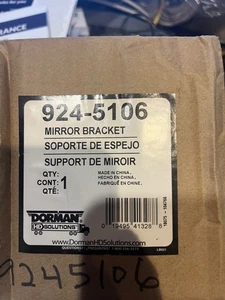 924-5106
MIRROR BRACKET
SOPORTE DE ESPEJO
SUPPORT DE MIROIR
QTY:
CONT: 1
QTÉ:
MADE IN CHINA.
HECHO EN CHINA.
FABRIQUÉ EN CHINE.
DORMAN
HD SOLUTIONS
www.DormanHDSolutions.com
9245106